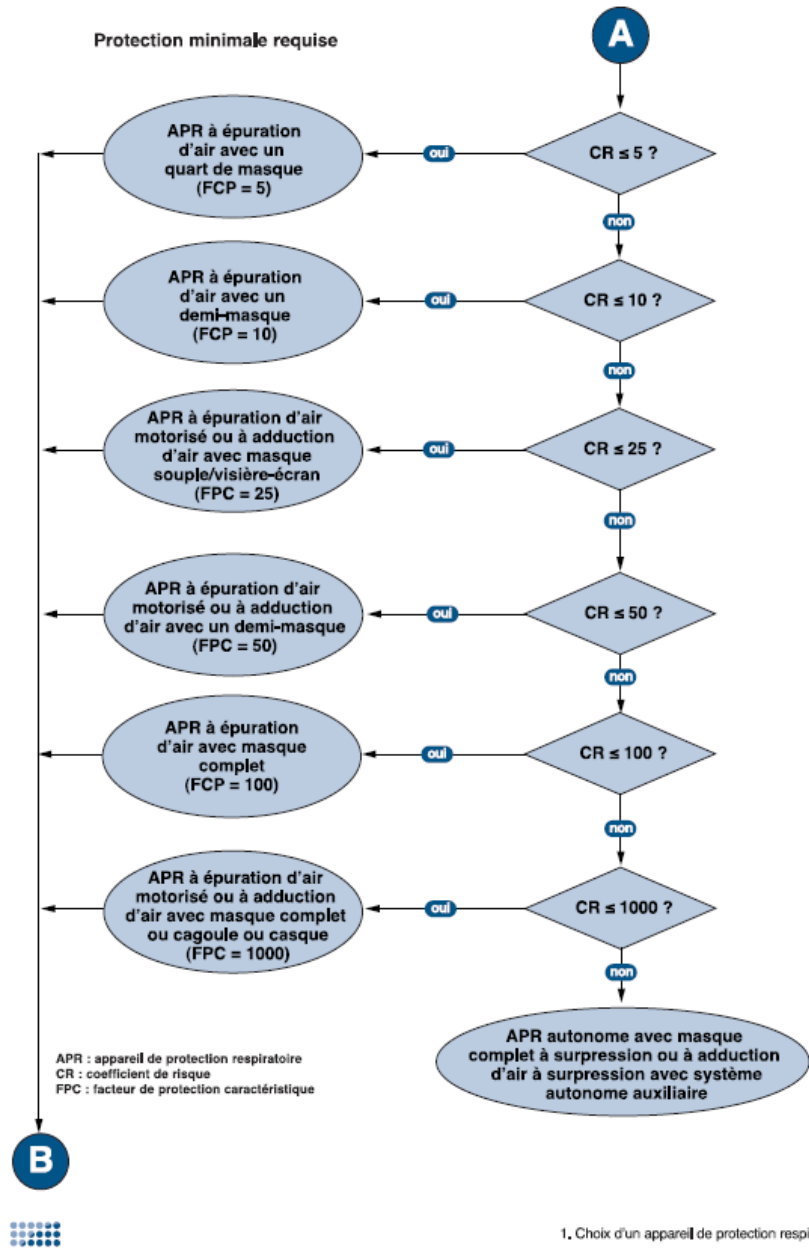 Protection minimale requise
A
APR à épuration
d'air avec un
quart de masque
(FCP = 5)
oui
CR ≤ 5 ?
non
APR à épuration
d'air avec un
demi-masque
(FCP = 10)
oui
CR ≤ 10 ?
non
APR à épuration d'air
motorisé ou à adduction
d'air avec masque
souple/visière-écran
(FPC = 25)
oui
CR ≤ 25 ?
non
APR à épuration d'air
motorisé ou à adduction
d'air avec un demi-masque
(FPC = 50)
oui
CR ≤ 50 ?
non
APR à épuration
d'air avec masque
complet
(FCP = 100)
oui
CR ≤ 100 ?
non
APR à épuration d'air
motorisé ou à adduction
d'air avec masque complet
ou cagoule ou casque
(FPC = 1000)
oui
CR ≤ 1000 ?
non
APR autonome avec masque
complet à surpression ou à adduction
d'air à surpression avec système
autonome auxiliaire
APR : appareil de protection respiratoire
CR : coefficient de risque
FPC : facteur de protection caractéristique
B
1. Choix d'un appareil de protection respi